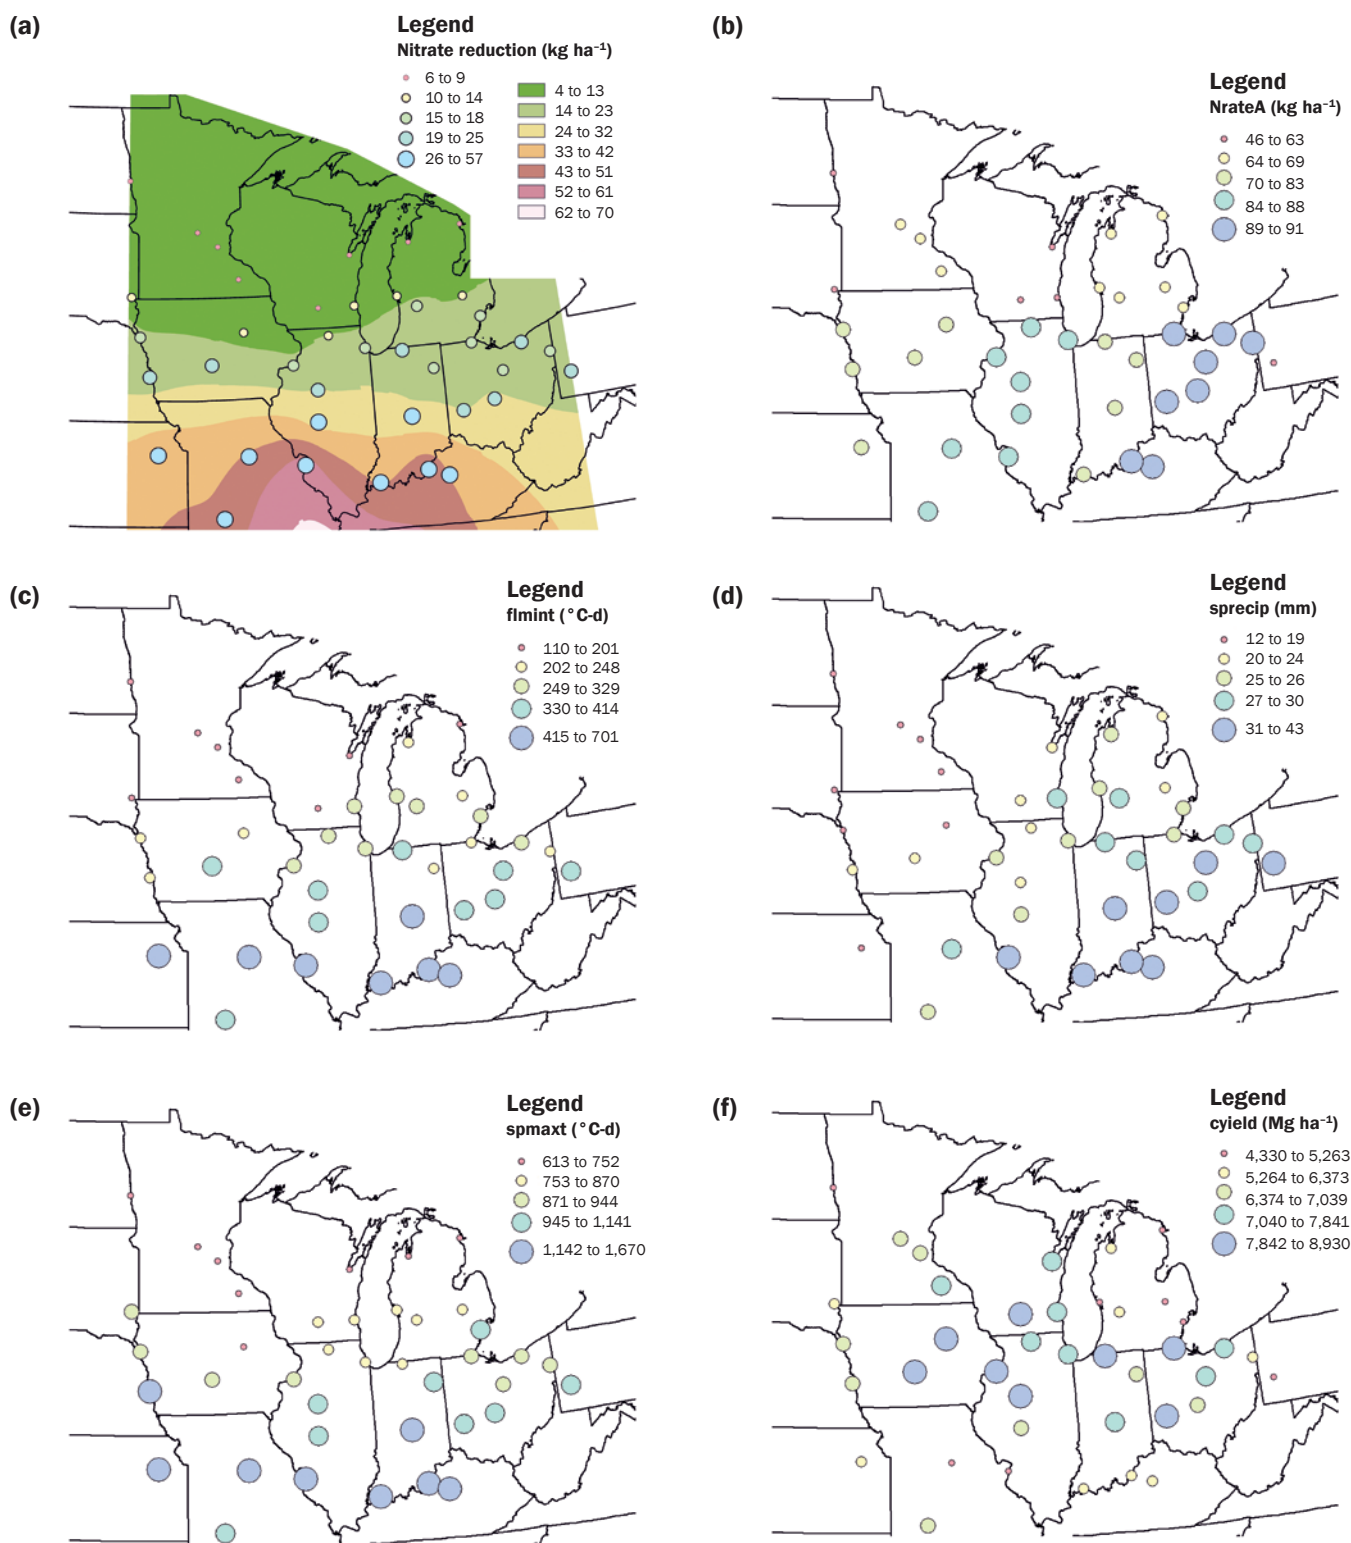 (a)
Legend
Nitrate reduction (kg ha⁻¹)
6 to 9
10 to 14
15 to 18
19 to 25
26 to 57
4 to 13
14 to 23
24 to 32
33 to 42
43 to 51
52 to 61
62 to 70
(b)
Legend
NrateA (kg ha⁻¹)
46 to 63
64 to 69
70 to 83
84 to 88
89 to 91
(c)
Legend
flmint (°C-d)
110 to 201
202 to 248
249 to 329
330 to 414
415 to 701
(d)
Legend
sprecip (mm)
12 to 19
20 to 24
25 to 26
27 to 30
31 to 43
(e)
Legend
spmaxt (°C-d)
613 to 752
753 to 870
871 to 944
945 to 1,141
1,142 to 1,670
(f)
Legend
cyield (Mg ha⁻¹)
4,330 to 5,263
5,264 to 6,373
6,374 to 7,039
7,040 to 7,841
7,842 to 8,930